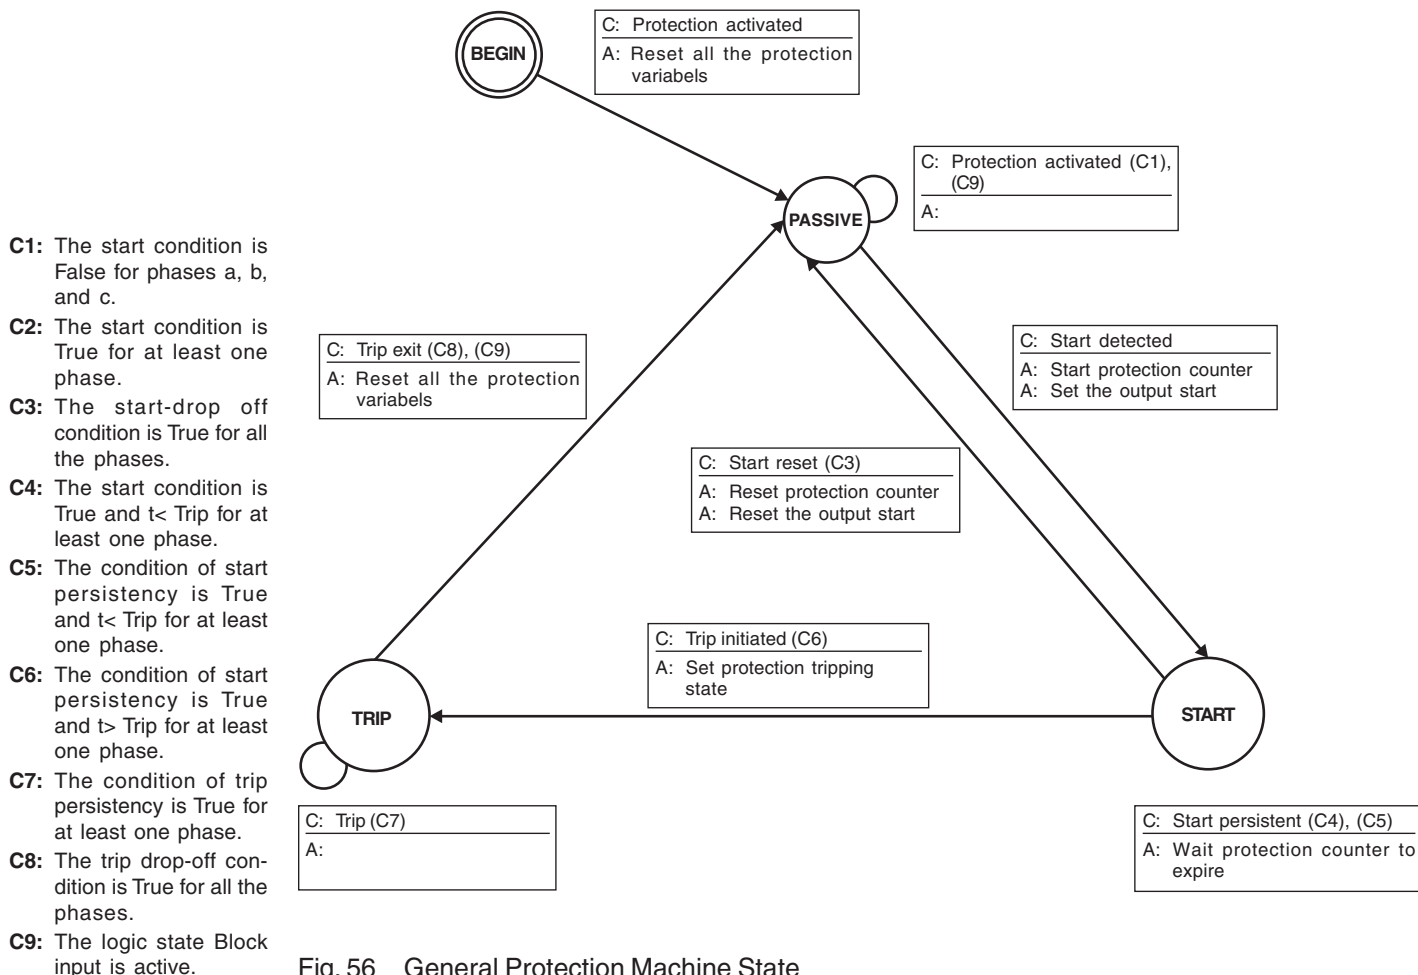 BEGIN
C: Protection activated
A: Reset all the protection
variabels
PASSIVE
C: Protection activated (C1),
(C9)
A:
C1: The start condition is
False for phases a, b,
and c.
C2: The start condition is
True for at least one
phase.
C3: The start-drop off
condition is True for all
the phases.
C4: The start condition is
True and t< Trip for at
least one phase.
C5: The condition of start
persistency is True
and t< Trip for at least
one phase.
C6: The condition of start
persistency is True
and t> Trip for at least
one phase.
C7: The condition of trip
persistency is True for
at least one phase.
C8: The trip drop-off con-
dition is True for all the
phases.
C9: The logic state Block
input is active.
C: Trip exit (C8), (C9)
A: Reset all the protection
variabels
C: Start detected
A: Start protection counter
A: Set the output start
C: Start reset (C3)
A: Reset protection counter
A: Reset the output start
C: Trip initiated (C6)
A: Set protection tripping
state
TRIP
START
C: Trip (C7)
A:
C: Start persistent (C4), (C5)
A: Wait protection counter to
expire
Fig. 56 General Protection Machine State